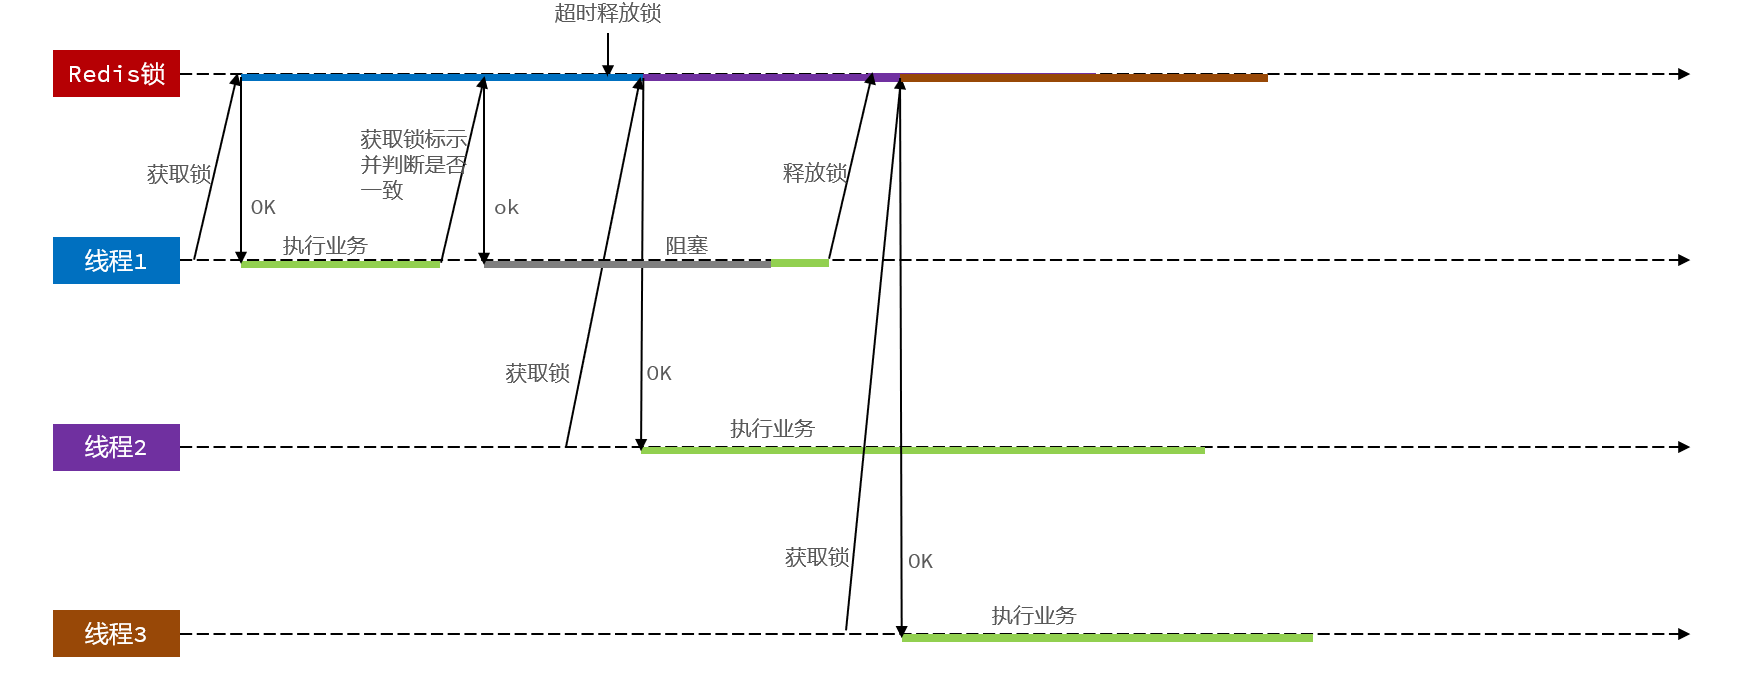 超时释放锁
Redis锁
获取锁标示
并判断是否
一致
获取锁
释放锁
OK
ok
执行业务
阻塞
线程1
获取锁
OK
执行业务
线程2
获取锁
OK
执行业务
线程3